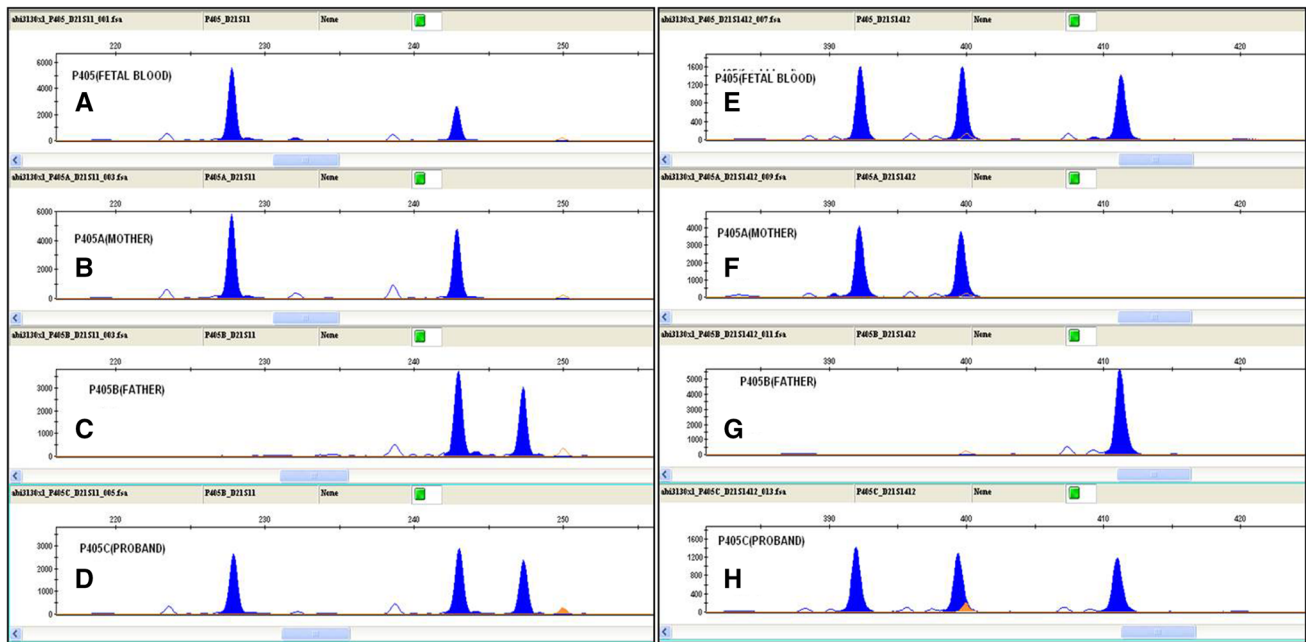 abi3130xl_P405_D21S11_001.fsa P405_D21S11 None
220 230 240 250
6000
4000
2000
0
P405(FETAL BLOOD)
A
abi3130xl_P405A_D21S11_003.fsa P405A_D21S11 None
220 230 240 250
6000
4000
2000
0
P405A(MOTHER)
B
abi3130xl_P405B_D21S11_003.fsa P405B_D21S11 None
220 230 240 250
3000
2000
1000
0
P405B(FATHER)
C
abi3130xl_P405C_D21S11_005.fsa P405B_D21S11 None
220 230 240 250
3000
2000
1000
0
P405C(PROBAND)
D
abi3130xl_P405_D21S1412_007.fsa P405_D21S1412 None
390 400 410 420
1600
1200
800
400
0
P405(FETAL BLOOD)
E
abi3130xl_P405A_D21S1412_009.fsa P405A_D21S1412 None
390 400 410 420
4000
3000
2000
1000
0
P405A(MOTHER)
F
abi3130xl_P405B_D21S1412_011.fsa P405B_D21S1412 None
390 400 410 420
5000
4000
3000
2000
1000
0
P405B(FATHER)
G
abi3130xl_P405C_D21S1412_013.fsa P405C_D21S1412 None
390 400 410 420
1600
1200
800
400
0
P405C(PROBAND)
H